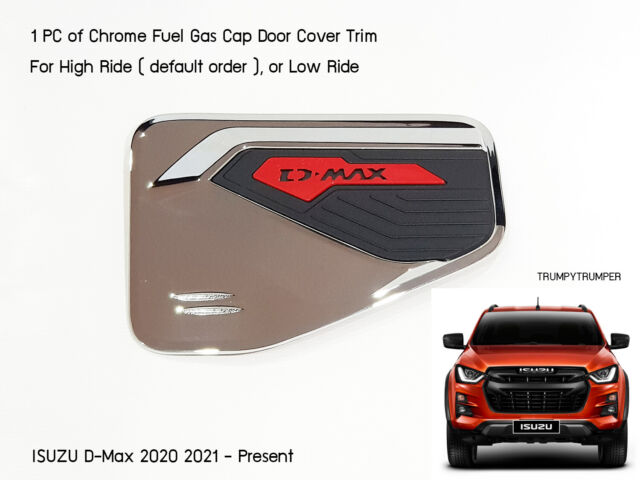 1 PC of Chrome Fuel Gas Cap Door Cover Trim
For High Ride ( default order ), or Low Ride
D-MAX
TRUMPYTRUMPER
ISUZU
ISUZU
ISUZU D-Max 2020 2021 - Present